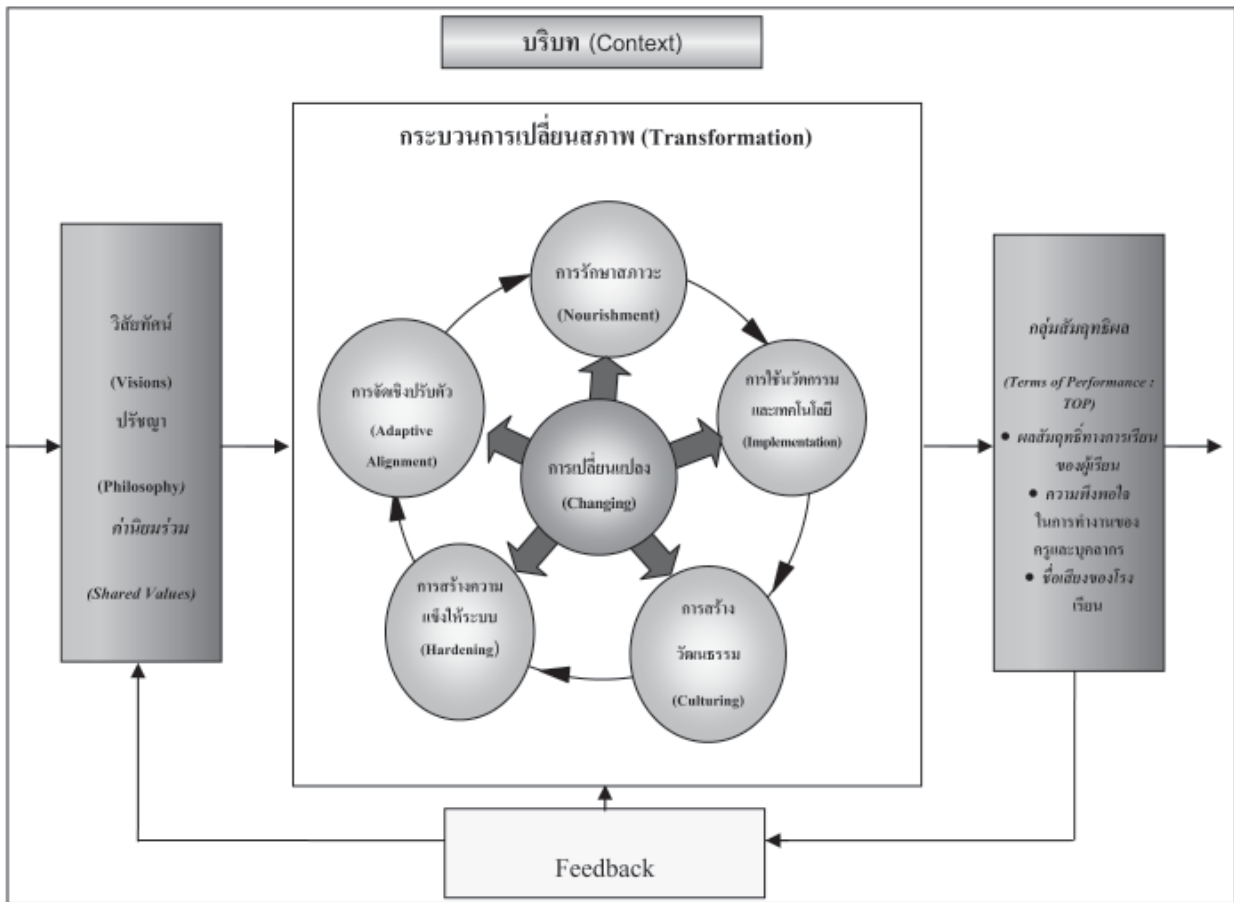 บริบท (Context)
กระบวนการเปลี่ยนสภาพ (Transformation)
วิสัยทัศน์
(Visions)
ปรัชญา
(Philosophy)
ค่านิยมร่วม
(Shared Values)
การรักษาสภาวะ
(Nourishment)
การใช้นวัตกรรม
และเทคโนโลยี
(Implementation)
การสร้าง
วัฒนธรรม
(Culturing)
การสร้างความ
แข็งให้ระบบ
(Hardening)
การจัดเชิงปรับตัว
(Adaptive
Alignment)
การเปลี่ยนแปลง
(Changing)
กลุ่มสัมฤทธิผล
(Terms of Performance :
TOP)
● ผลสัมฤทธิ์ทางการเรียน
ของผู้เรียน
● ความพึงพอใจ
ในการทำงานของ
ครูและบุคลากร
● ชื่อเสียงของโรง
เรียน
Feedback